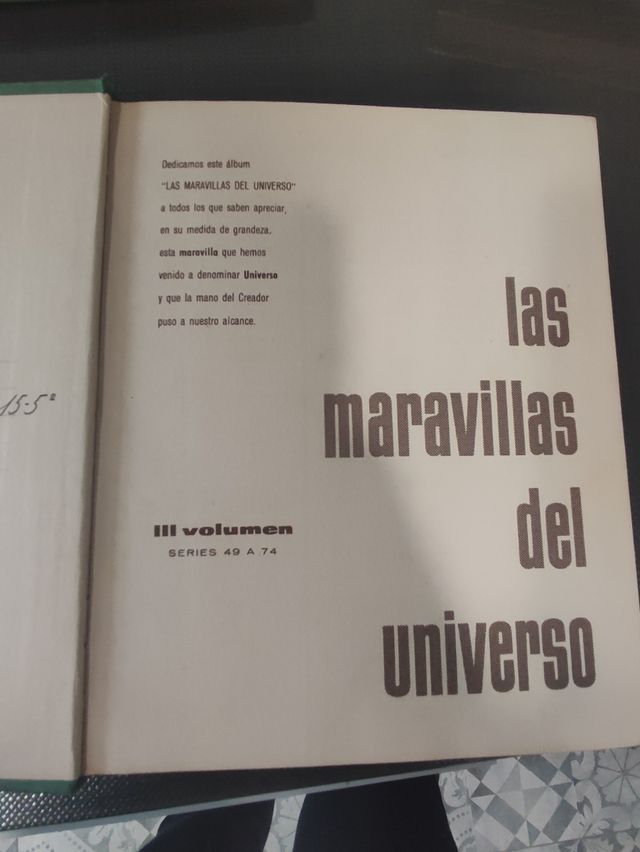 Dedicamos este álbum
"LAS MARAVILLAS DEL UNIVERSO"
a todos los que saben apreciar,
en su medida de grandeza,
esta maravilla que hemos
venido a denominar Universo
y que la mano del Creador
puso a nuestro alcance.
las
maravillas
del
universo
III volumen
SERIES 49 A 74
15-5º